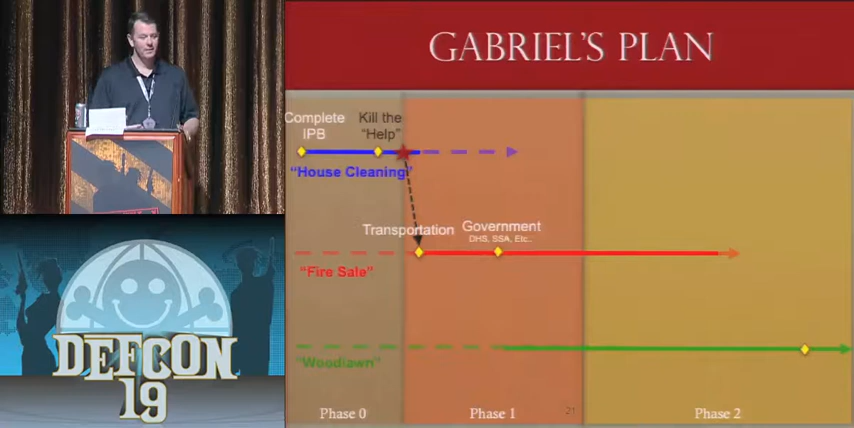 GABRIEL'S PLAN
Complete
IPB
Kill the
"Help"
"House Cleaning"
Transportation
Government
DHS, SSA, Etc..
"Fire Sale"
"Woodlawn"
Phase 0
Phase 1
21
Phase 2
DEFCON
19